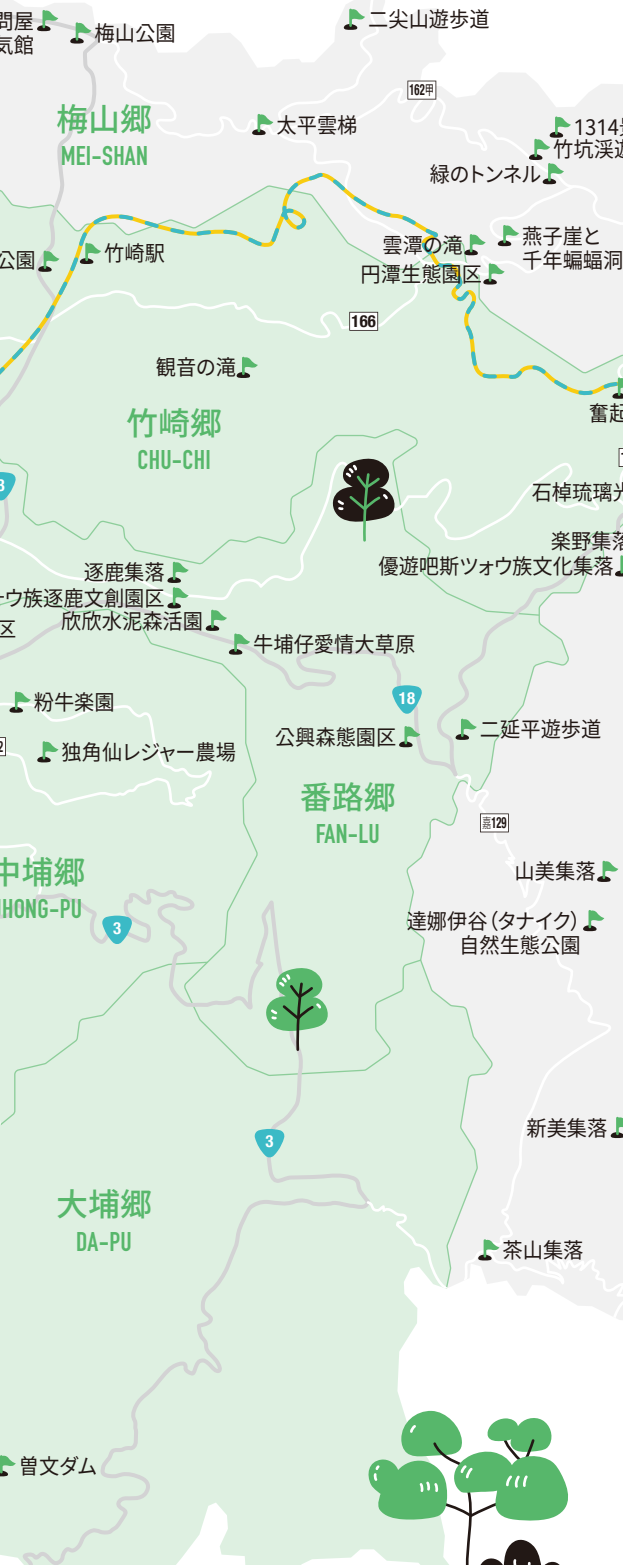 問屋
気館
梅山公園
二尖山遊歩道
162甲
梅山郷
MEI-SHAN
太平雲梯
1314
竹坑渓遊
緑のトンネル
竹崎駅
公園
雲潭の滝
円潭生態園区
燕子崖と
千年蝙蝠洞
166
観音の滝
竹崎郷
CHU-CHI
奮起
石棹琉璃光
楽野集落
優遊吧斯ツォウ族文化集落
3
逐鹿集落
ウ族逐鹿文創園区
欣欣水泥森活園
区
牛埔仔愛情大草原
18
粉牛楽園
公興森態園区
二延平遊歩道
独角仙レジャー農場
2
番路郷
FAN-LU
嘉129
中埔郷
HONG-PU
山美集落
3
達娜伊谷（タナイク）
自然生態公園
新美集落
3
大埔郷
DA-PU
茶山集落
曽文ダム